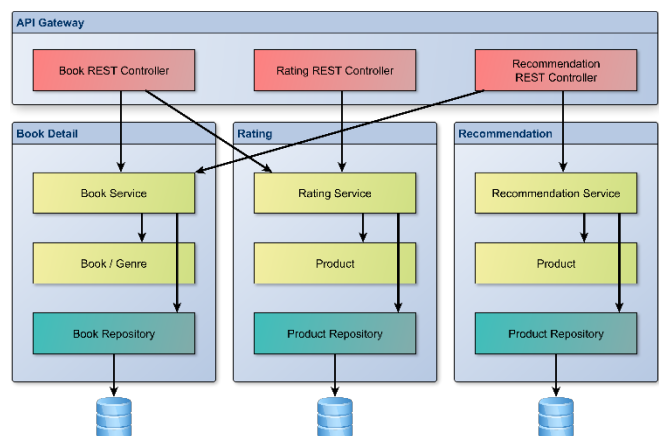 API Gateway
Book REST Controller
Rating REST Controller
Recommendation
REST Controller
Book Detail
Rating
Recommendation
Book Service
Rating Service
Recommendation Service
Book / Genre
Product
Product
Book Repository
Product Repository
Product Repository